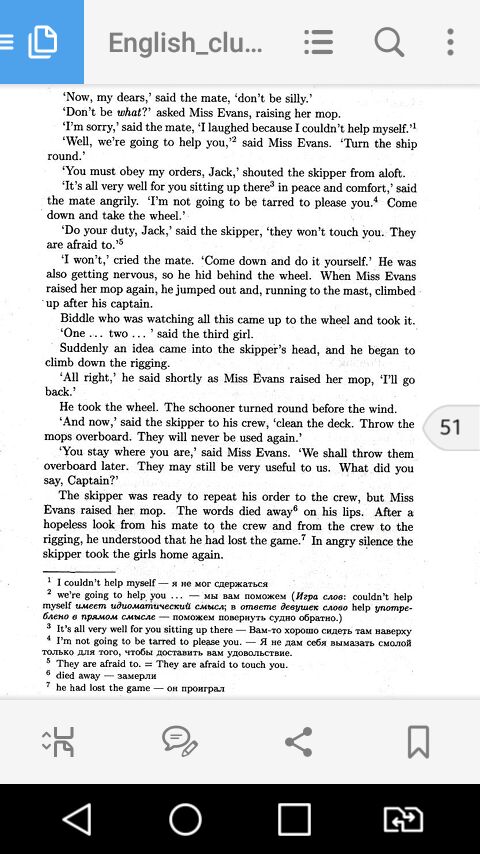 English_clu...
‘Now, my dears,’ said the mate, ‘don't be silly.’
‘Don't be what?’ asked Miss Evans, raising her mop.
‘I'm sorry,’ said the mate, ‘I laughed because I couldn't help myself.’¹
‘Well, we're going to help you,’² said Miss Evans. ‘Turn the ship
round.’
‘You must obey my orders, Jack,’ shouted the skipper from aloft.
‘It's all very well for you sitting up there³ in peace and comfort,’ said
the mate angrily. ‘I'm not going to be tarred to please you.⁴ Come
down and take the wheel.’
‘Do your duty, Jack,’ said the skipper, ‘they won't touch you. They
are afraid to.’⁵
‘I won't,’ cried the mate. ‘Come down and do it yourself.’ He was
also getting nervous, so he hid behind the wheel. When Miss Evans
raised her mop again, he jumped out and, running to the mast, climbed
up after his captain.
Biddle who was watching all this came up to the wheel and took it.
‘One ... two ... ’ said the third girl.
Suddenly an idea came into the skipper's head, and he began to
climb down the rigging.
‘All right,’ he said shortly as Miss Evans raised her mop, ‘I'll go
back.’
He took the wheel. The schooner turned round before the wind.
‘And now,’ said the skipper to his crew, ‘clean the deck. Throw the
mops overboard. They will never be used again.’
51
‘You stay where you are,’ said Miss Evans. ‘We shall throw them
overboard later. They may still be very useful to us. What did you
say, Captain?’
The skipper was ready to repeat his order to the crew, but Miss
Evans raised her mop. The words died away⁶ on his lips. After a
hopeless look from his mate to the crew and from the crew to the
rigging, he understood that he had lost the game.⁷ In angry silence the
skipper took the girls home again.
¹ I couldn't help myself — я не мог сдержаться
² we're going to help you ... — мы вам поможем (Игра слов: couldn't help
myself имеет идиоматический смысл; в ответе девушек слово help употре-
блено в прямом смысле — поможем повернуть судно обратно.)
³ It's all very well for you sitting up there — Вам-то хорошо сидеть там наверху
⁴ I'm not going to be tarred to please you. — Я не дам себя вымазать смолой
только для того, чтобы доставить вам удовольствие.
⁵ They are afraid to. = They are afraid to touch you.
⁶ died away — замерли
⁷ he had lost the game — он проиграл